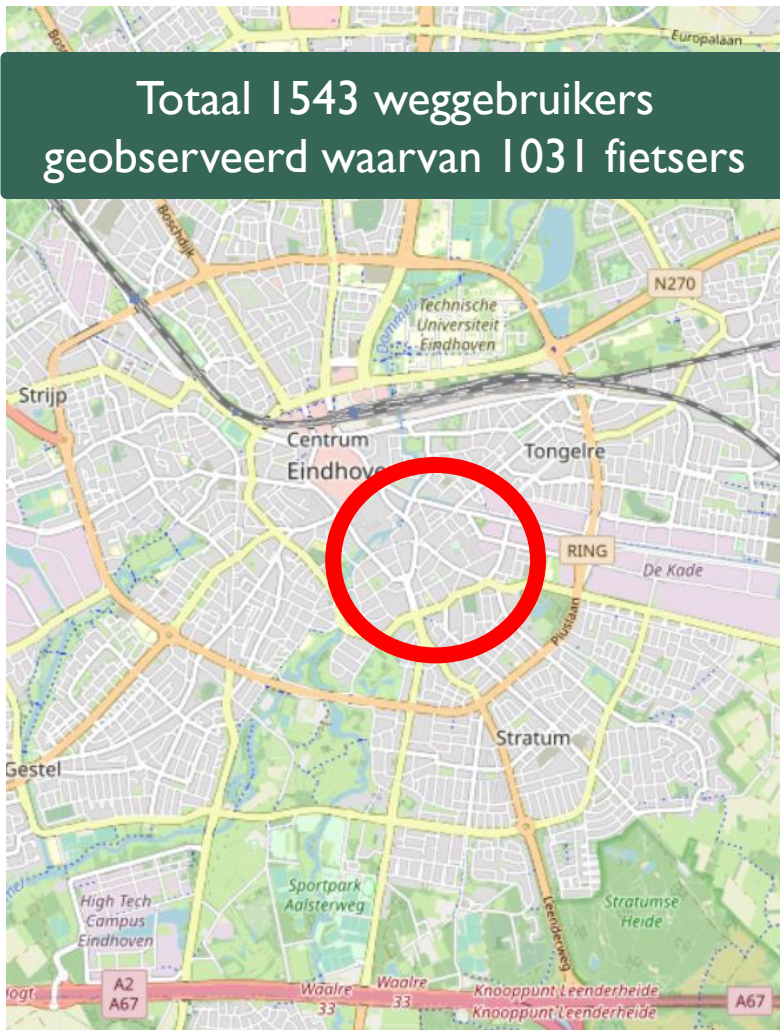 Europalaan
Totaal 1543 weggebruikers
geobserveerd waarvan 1031 fietsers
Boschdijk
N270
Technische
Universiteit
Eindhoven
Dommel
Strijp
Centrum
Eindhove
Tongelre
RING
De Kade
Piuslaan
Stratum
Gestel
Sportpark
Aalsterweg
High Tech
Campus
Eindhoven
Stratumse
Heide
Leenderweg
A2
A67
Waalre
33
Waalre
33
Knooppunt Leenderheide
Knooppunt Leenderheide
A67